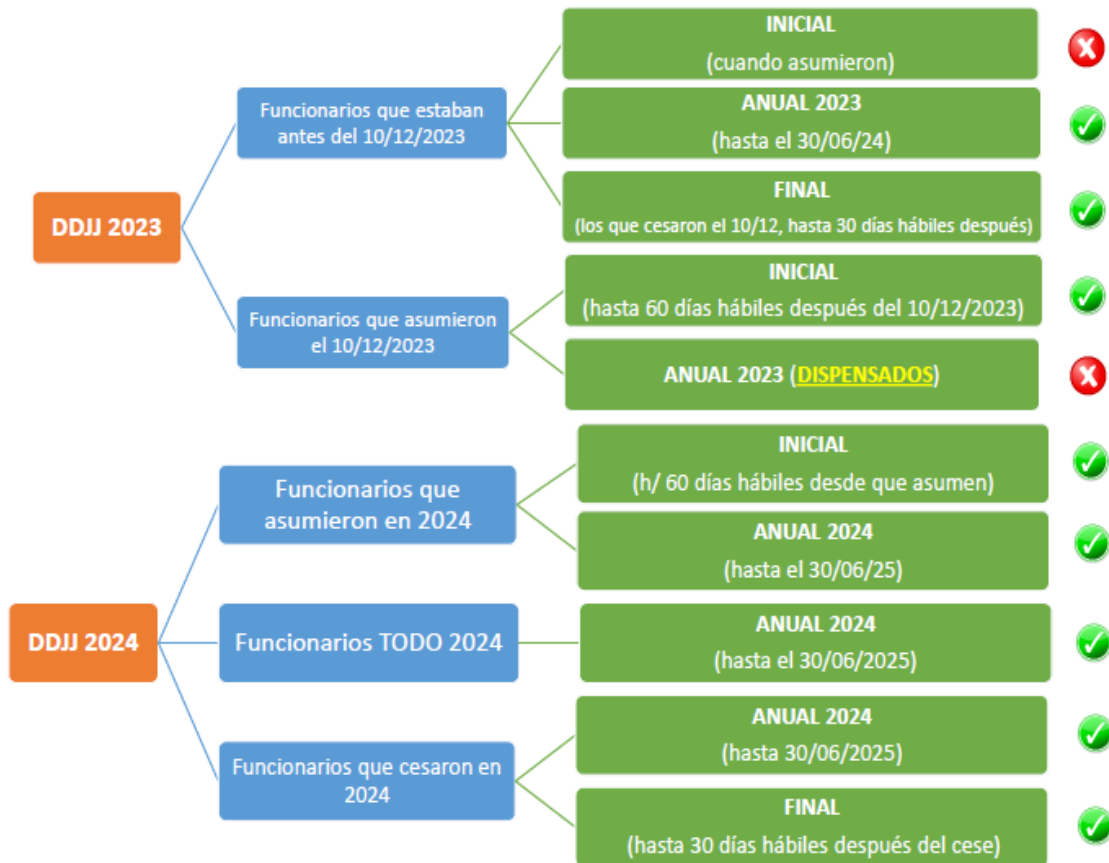 DDJJ 2023
Funcionarios que estaban
antes del 10/12/2023
INICIAL
(cuando asumieron)
ANUAL 2023
(hasta el 30/06/24)
FINAL
(los que cesaron el 10/12, hasta 30 días hábiles después)
Funcionarios que asumieron
el 10/12/2023
INICIAL
(hasta 60 días hábiles después del 10/12/2023)
ANUAL 2023 (DISPENSADOS)
DDJJ 2024
Funcionarios que
asumieron en 2024
INICIAL
(h/ 60 días hábiles desde que asumen)
ANUAL 2024
(hasta el 30/06/25)
Funcionarios TODO 2024
ANUAL 2024
(hasta el 30/06/2025)
Funcionarios que cesaron en
2024
ANUAL 2024
(hasta 30/06/2025)
FINAL
(hasta 30 días hábiles después del cese)